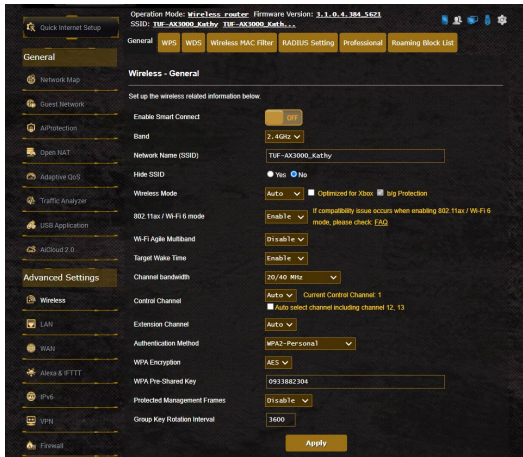 Quick Internet Setup
General
Network Map
Guest Network
AiProtection
Open NAT
Adaptive QoS
Traffic Analyzer
USB Application
AiCloud 2.0
Advanced Settings
Wireless
LAN
WAN
Alexa & IFTTT
IPv6
VPN
Firewall
Operation Mode: Wireless router Firmware Version: 3.1.0.4.384_5621
SSID: TUF-AX3000_Kathy TUF-AX3000_Kath...
General WPS WDS Wireless MAC Filter RADIUS Setting Professional Roaming Block List
Wireless - General
Set up the wireless related information below.
Enable Smart Connect OFF
Band 2.4GHz
Network Name (SSID) TUF-AX3000_Kathy
Hide SSID Yes No
Wireless Mode Auto Optimized for Xbox b/g Protection
802.11ax / Wi-Fi 6 mode Enable If compatibility issue occurs when enabling 802.11ax / Wi-Fi 6
mode, please check: FAQ
Wi-Fi Agile Multiband Disable
Target Wake Time Enable
Channel bandwidth 20/40 MHz
Control Channel Auto Current Control Channel: 1
Auto select channel including channel 12, 13
Extension Channel Auto
Authentication Method WPA2-Personal
WPA Encryption AES
WPA Pre-Shared Key 0933882304
Protected Management Frames Disable
Group Key Rotation Interval 3600
Apply